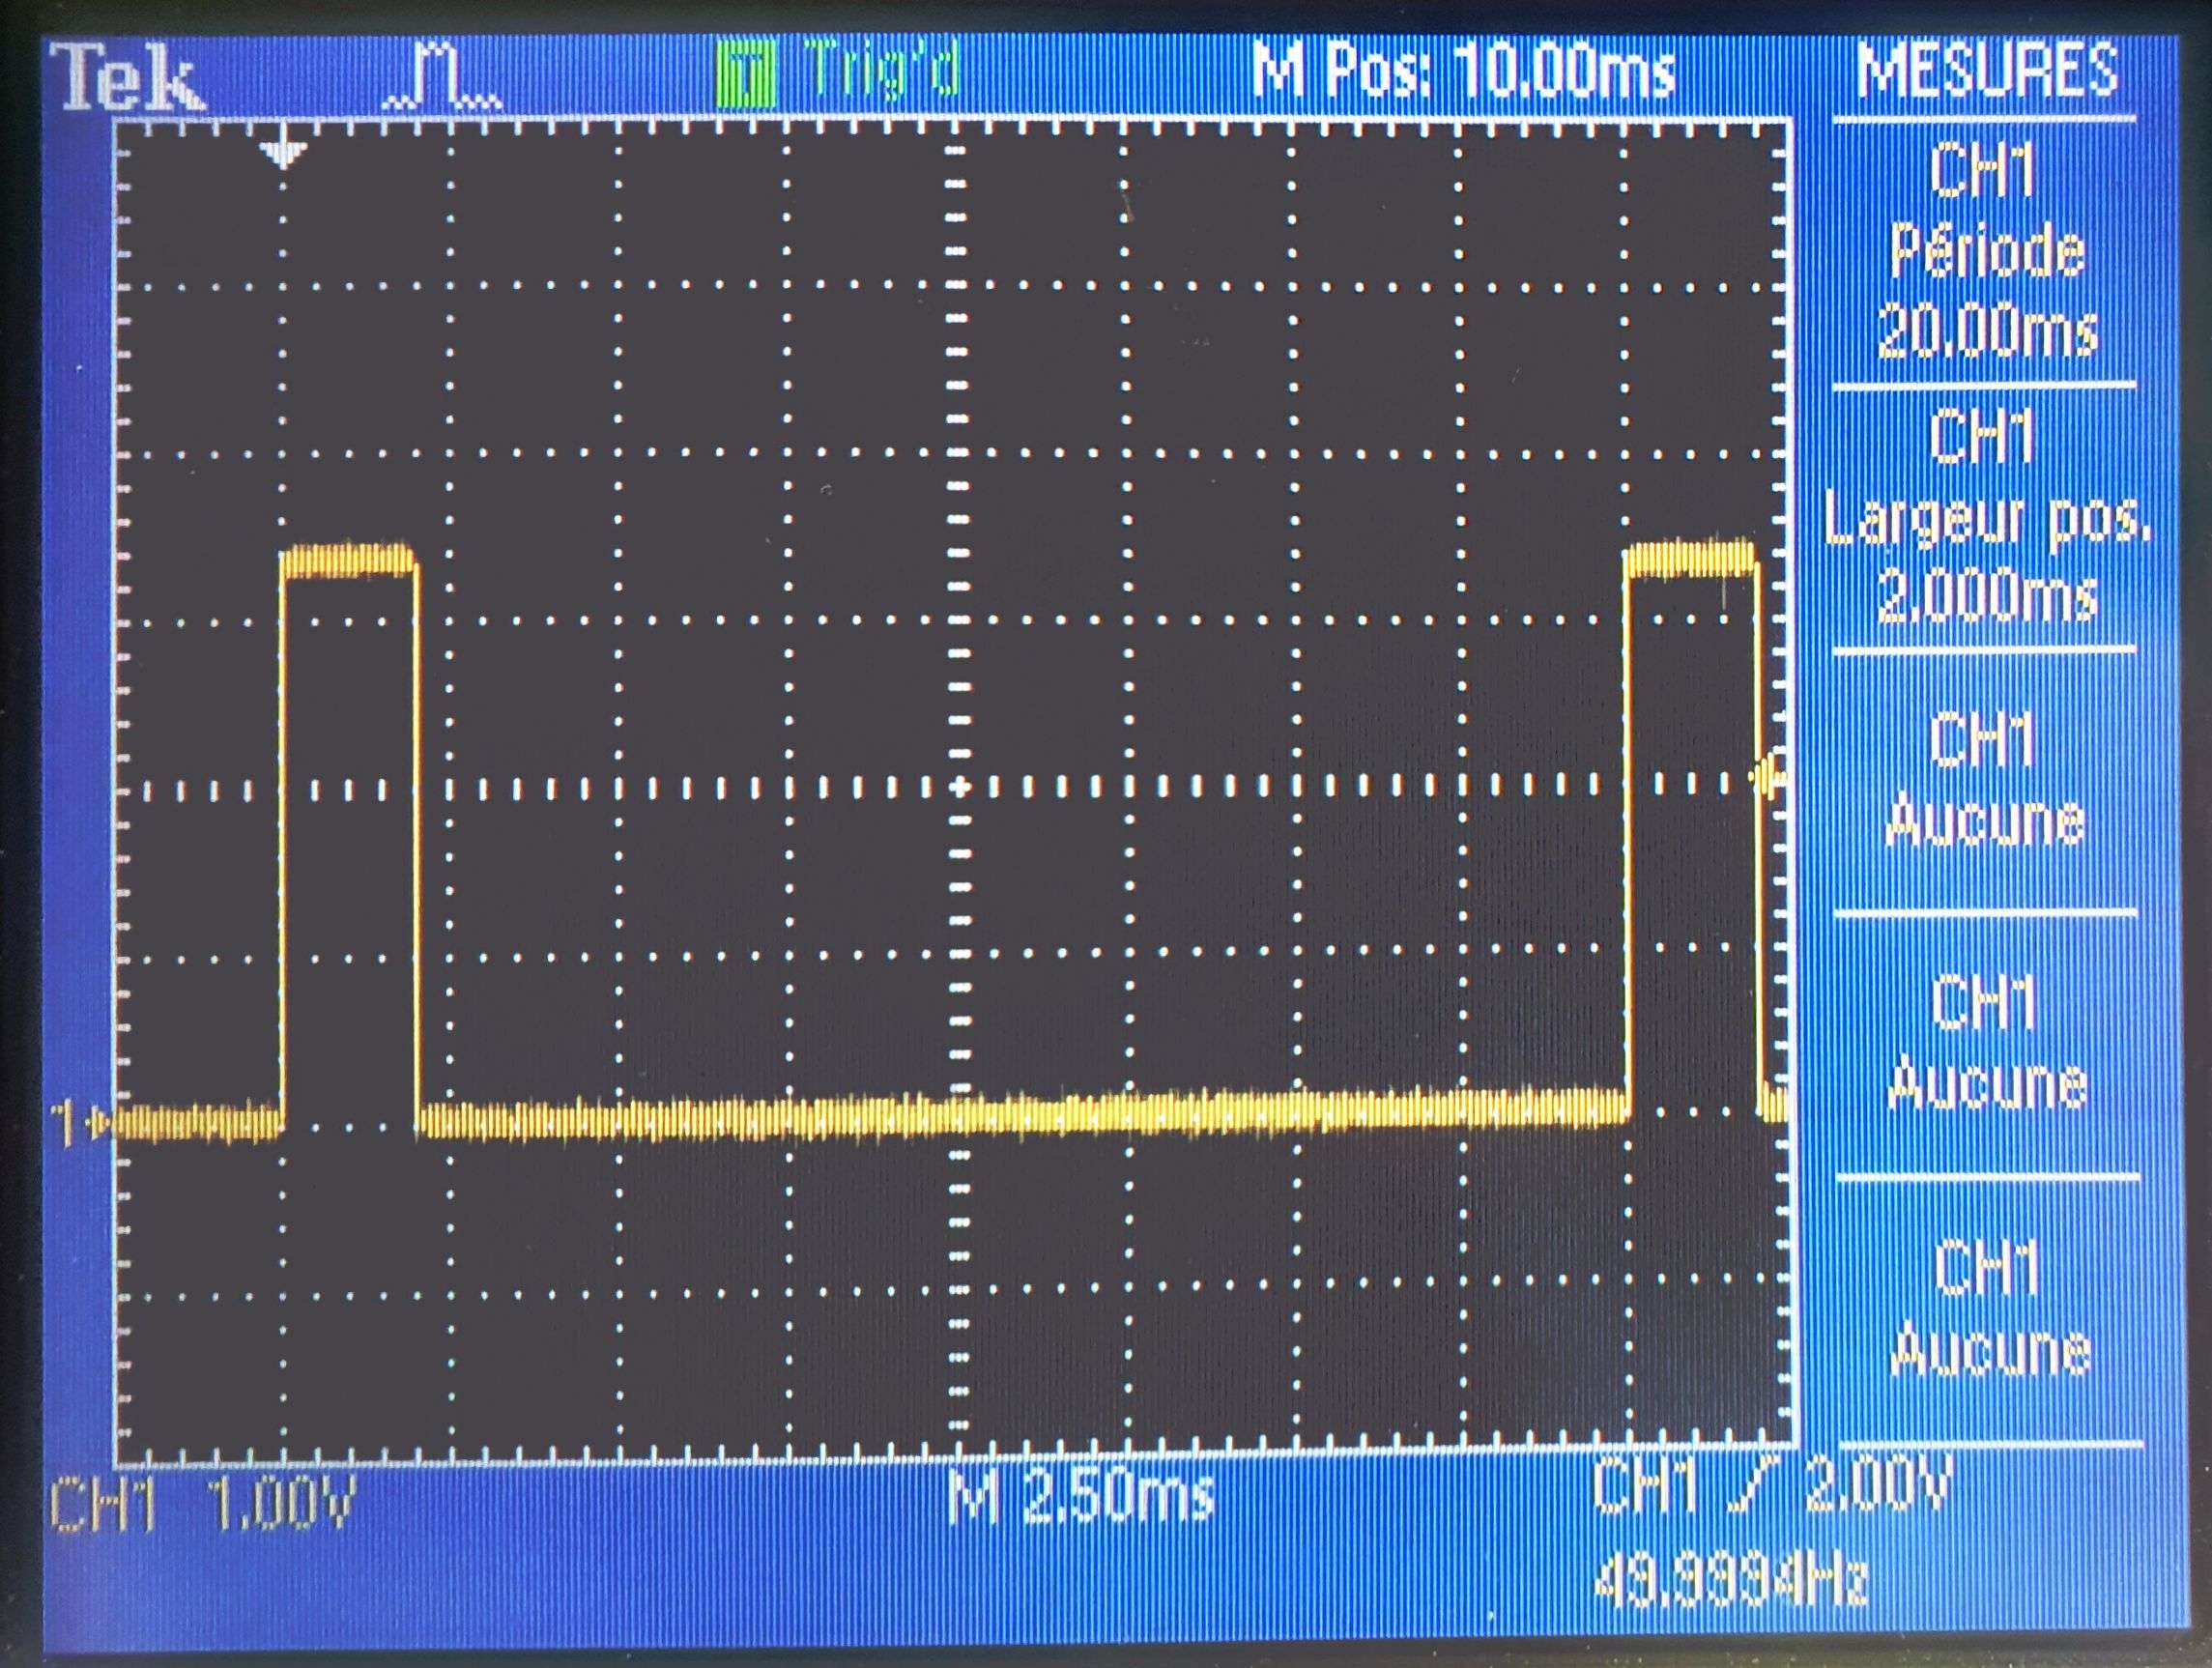 Tek T Trig'd M Pos: 10.00ms MESURES
CH1
Période
20.00ms
CH1
Largeur pos.
2.000ms
CH1
Aucune
CH1
Aucune
CH1
Aucune
1
CH1 1.00V M 2.50ms CH1 2.00V
49.9994Hz